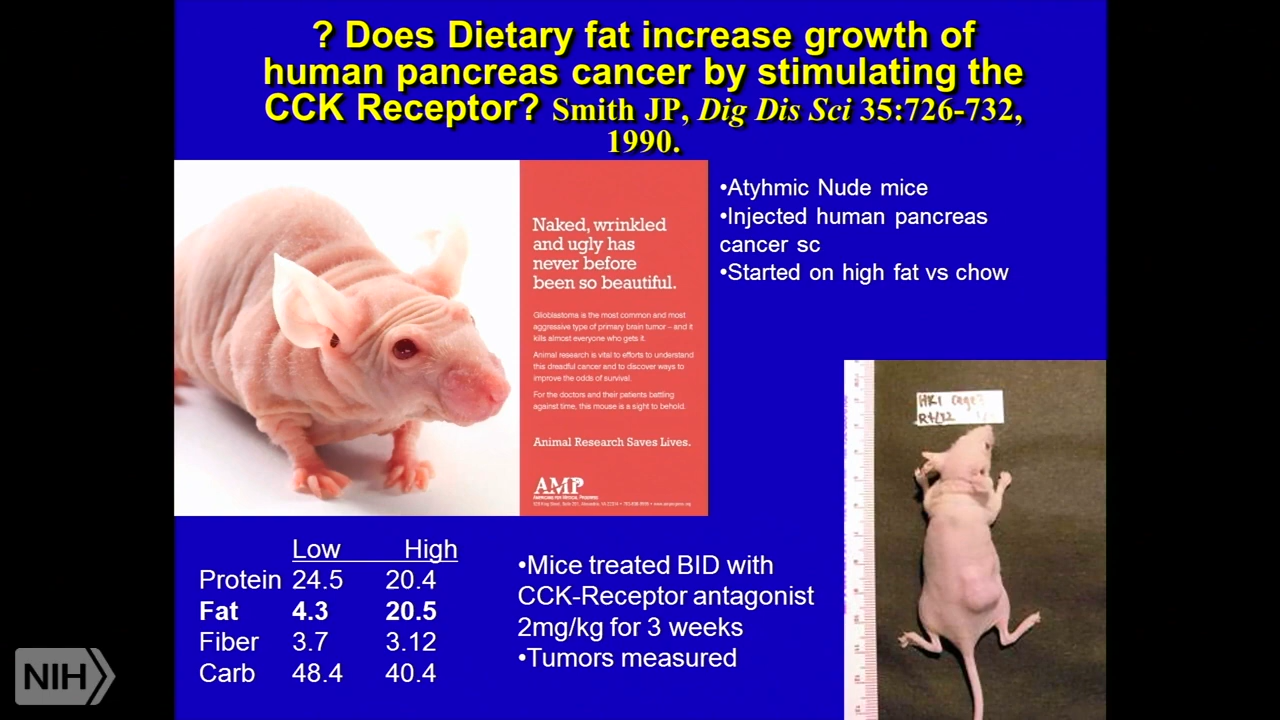 ? Does Dietary fat increase growth of
human pancreas cancer by stimulating the
CCK Receptor? Smith JP, Dig Dis Sci 35:726-732,
1990.
Naked, wrinkled
and ugly has
never before
been so beautiful.
Glioblastoma is the most common and most
aggressive type of primary brain tumor – and it
kills almost everyone who gets it.
Animal research is vital to efforts to understand
this dreadful cancer and to discover ways to
improve the odds of survival.
For the doctors and their patients battling
against time, this mouse is a sight to behold.
Animal Research Saves Lives.
AMP
AMERICANS FOR MEDICAL PROGRESS
•Atyhmic Nude mice
•Injected human pancreas
cancer sc
•Started on high fat vs chow
HK1
Low High
Protein 24.5 20.4
Fat 4.3 20.5
Fiber 3.7 3.12
Carb 48.4 40.4
•Mice treated BID with
CCK-Receptor antagonist
2mg/kg for 3 weeks
•Tumors measured
NIH